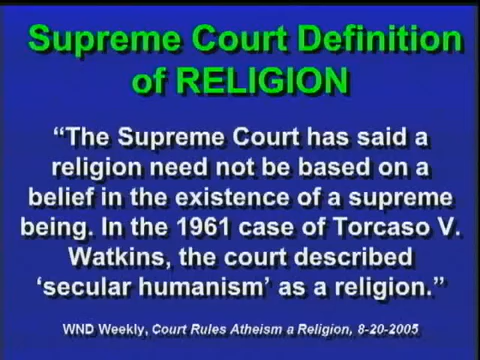 Supreme Court Definition
of RELIGION
“The Supreme Court has said a
religion need not be based on a
belief in the existence of a supreme
being. In the 1961 case of Torcaso V.
Watkins, the court described
‘secular humanism’ as a religion.”
WND Weekly, Court Rules Atheism a Religion, 8-20-2005